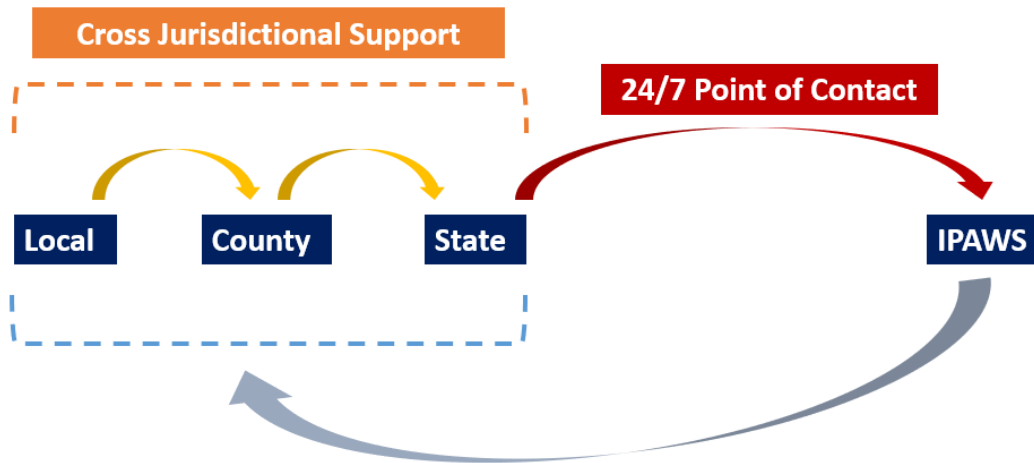 Cross Jurisdictional Support
24/7 Point of Contact
Local
County
State
IPAWS